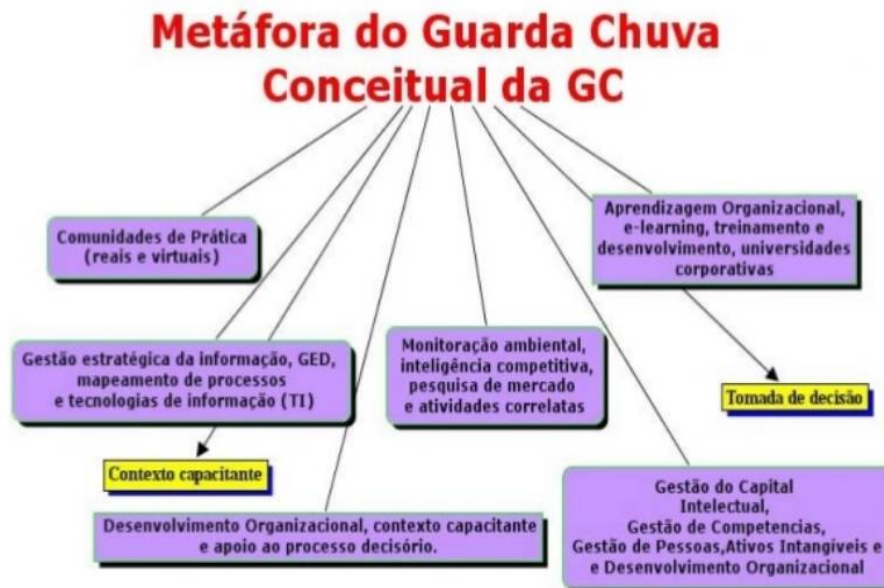 Metáfora do Guarda Chuva
Conceitual da GC
Comunidades de Prática
(reais e virtuais)
Aprendizagem Organizacional,
e-learning, treinamento e
desenvolvimento, universidades
corporativas
Gestão estratégica da informação, GED,
mapeamento de processos
e tecnologias de informação (TI)
Monitoração ambiental,
inteligência competitiva,
pesquisa de mercado
e atividades correlatas
Tomada de decisão
Contexto capacitante
Desenvolvimento Organizacional, contexto capacitante
e apoio ao processo decisório.
Gestão do Capital
Intelectual,
Gestão de Competencias,
Gestão de Pessoas,Ativos Intangíveis e
e Desenvolvimento Organizacional